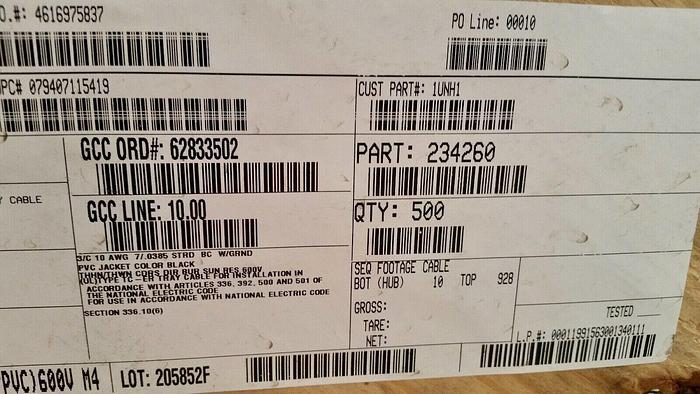 O.#: 4616975837
PO Line: 00010
PC# 079407115419
CUST PART#: 1UNH1
GCC ORD#: 62833502
PART: 234260
Y CABLE
GCC LINE: 10.00
QTY: 500
3/C 10 AWG 7/.0385 STRD BC W/GRND
PVC JACKET COLOR BLACK
THHN/THWN CDRS DIR BUR SUN RES 600V
(UL)TYPE TC -ER TRAY CABLE FOR INSTALLATION IN
ACCORDANCE WITH ARTICLES 336, 392, 500 AND 501 OF
THE NATIONAL ELECTRIC CODE
FOR USE IN ACCORDANCE WITH NATIONAL ELECTRIC CODE
SECTION 336.10(6)
SEQ FOOTAGE CABLE
BOT (HUB) 10 TOP 928
GROSS:
TARE:
NET:
TESTED
L.P.#: 0001199156300134011
PVC)600V M4
LOT: 205852F